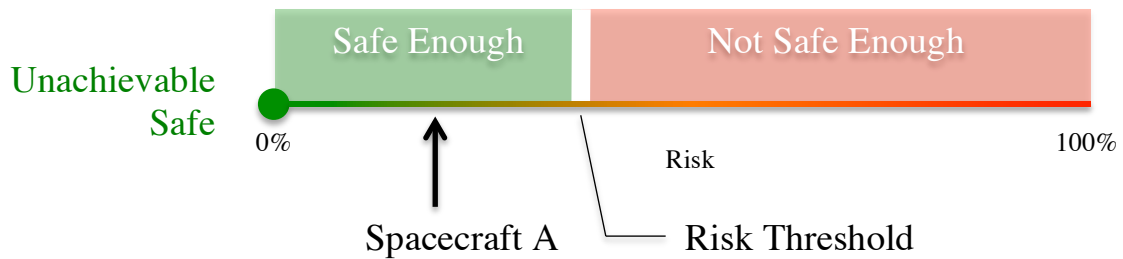 Safe Enough
Not Safe Enough
Unachievable
Safe
0%
100%
Risk
Spacecraft A
Risk Threshold